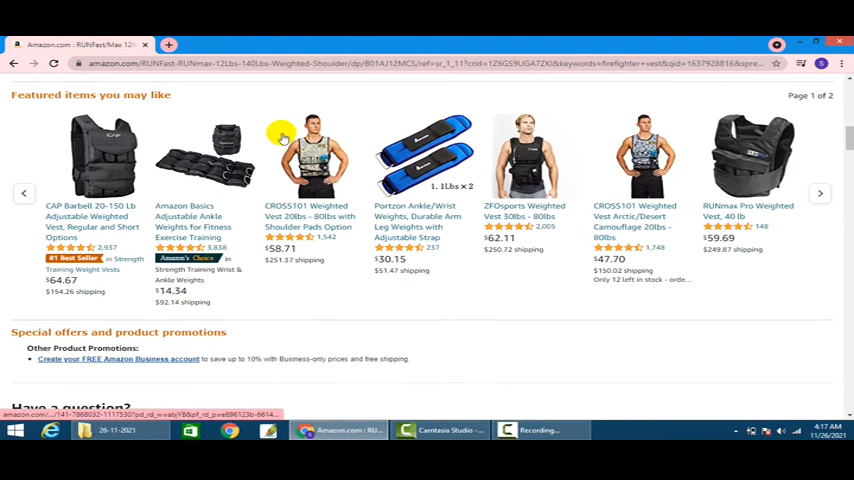 Amazon.com : RUNFast/Max 12l
amazon.com/RUNFast-RUNmax-12Lbs-140Lbs-Weighted-Shoulder/dp/B01AJ12MCS/ref=sr_1_11?crid=1Z6GS9UGA7ZKI&keywords=firefighter+vest&qid=1637928816&spre...
Featured items you may like
Page 1 of 2
1. 1Lbs × 2
CAP Barbell 20-150 Lb
Adjustable Weighted
Vest, Regular and Short
Options
2,937
#1 Best Seller in Strength
Training Weight Vests
$64.67
$154.26 shipping
Amazon Basics
Adjustable Ankle
Weights for Fitness
Exercise Training
3,838
Amazon's Choice in
Strength Training Wrist &
Ankle Weights
$14.34
$92.14 shipping
CROSS101 Weighted
Vest 20lbs - 80lbs with
Shoulder Pads Option
1,542
$58.71
$251.37 shipping
Portzon Ankle/Wrist
Weights, Durable Arm
Leg Weights with
Adjustable Strap
237
$30.15
$51.47 shipping
ZFOsports Weighted
Vest 30lbs - 80lbs
2,005
$62.11
$250.72 shipping
CROSS101 Weighted
Vest Arctic/Desert
Camouflage 20lbs -
80lbs
1,748
$47.70
$150.02 shipping
Only 12 left in stock - orde...
RUNmax Pro Weighted
Vest, 40 lb
148
$59.69
$249.87 shipping
Special offers and product promotions
Other Product Promotions:
Create your FREE Amazon Business account to save up to 10% with Business-only prices and free shipping.
Have a question?
26-11-2021
Amazon.com : RU...
Camtasia Studio -...
Recording...
4:17 AM
11/26/2021